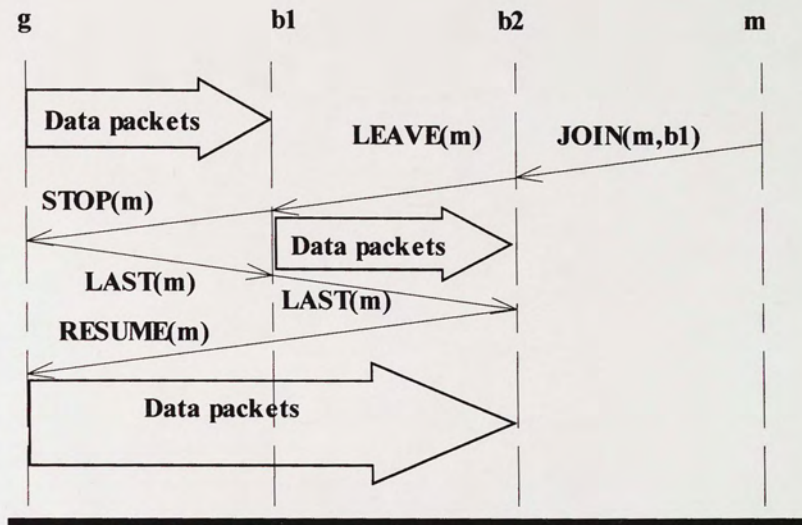 g b1 b2 m
Data packets
LEAVE(m) JOIN(m,b1)
STOP(m)
Data packets
LAST(m)
LAST(m)
RESUME(m)
Data packets